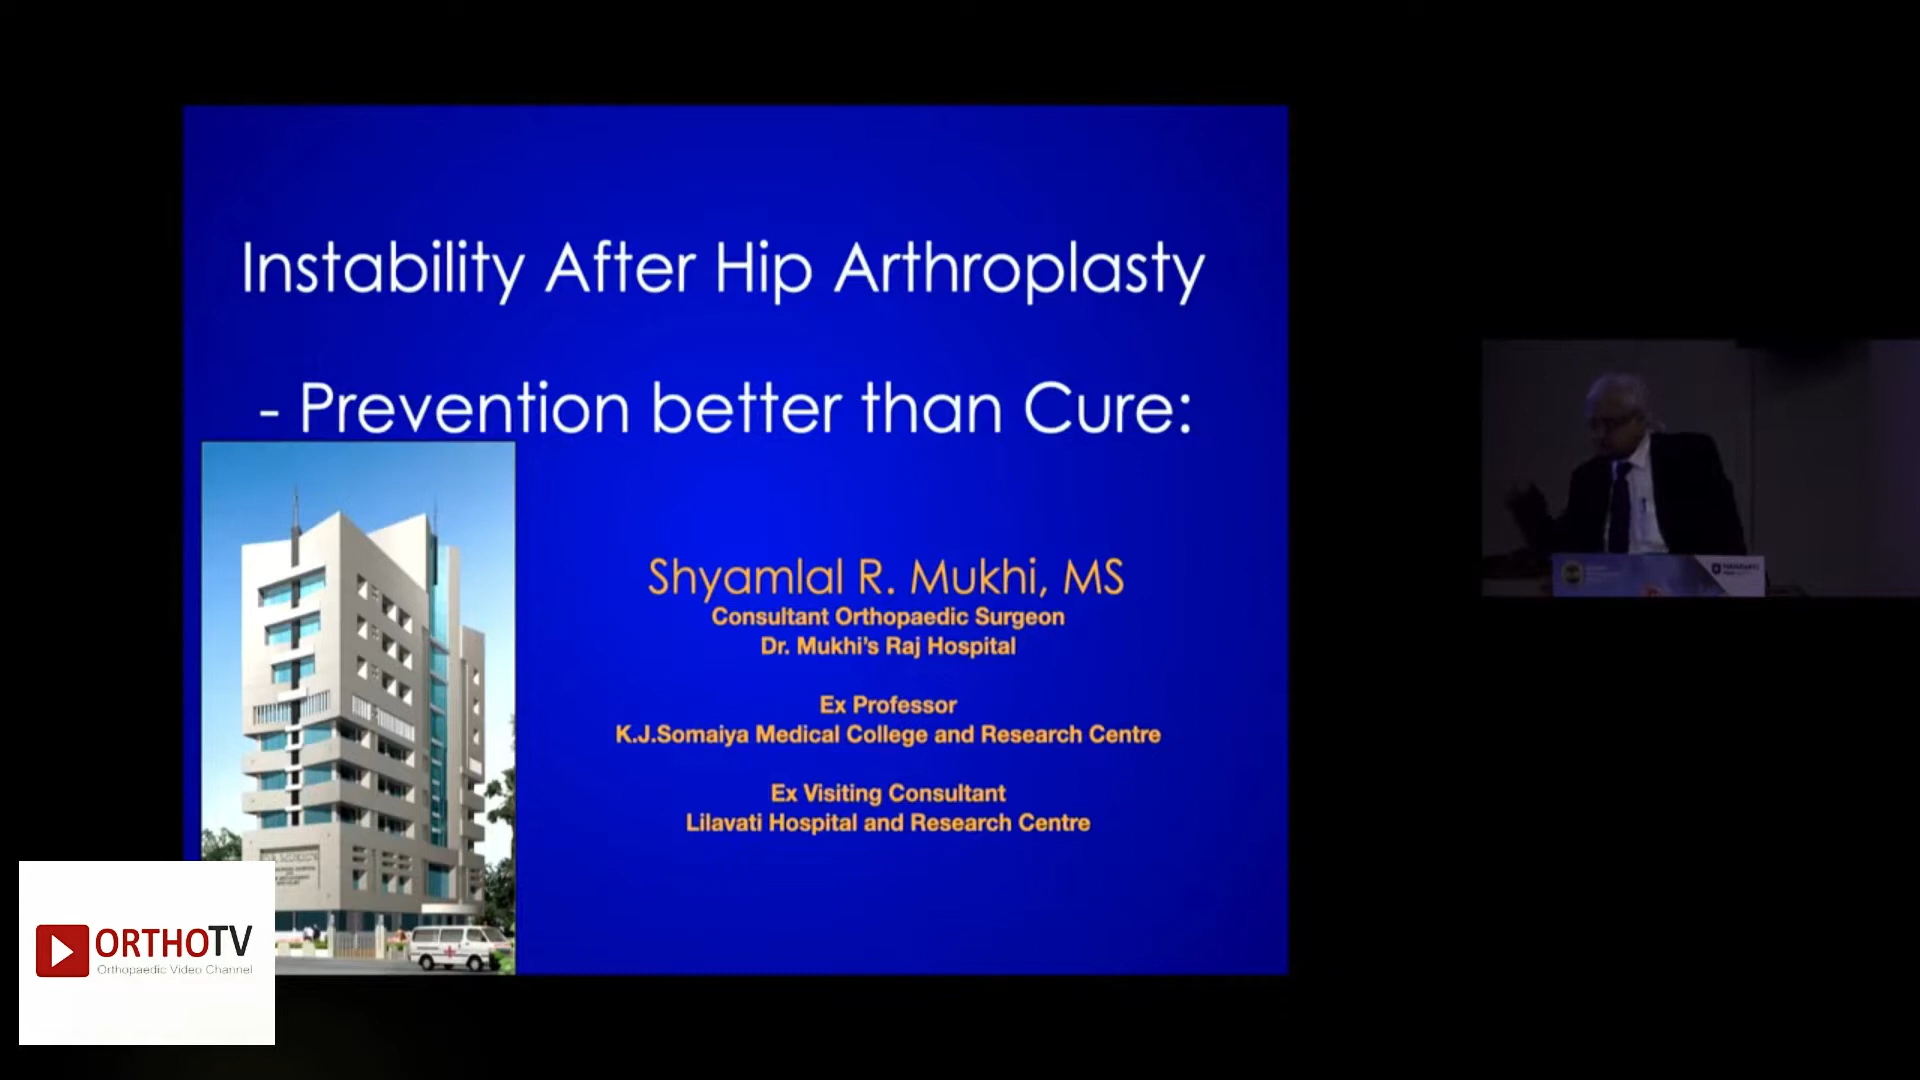 Instability After Hip Arthroplasty
- Prevention better than Cure:
Shyamlal R. Mukhi, MS
Consultant Orthopaedic Surgeon
Dr. Mukhi's Raj Hospital
Ex Professor
K.J.Somaiya Medical College and Research Centre
Ex Visiting Consultant
Lilavati Hospital and Research Centre
ORTHOTV
Orthopaedic Video Channel